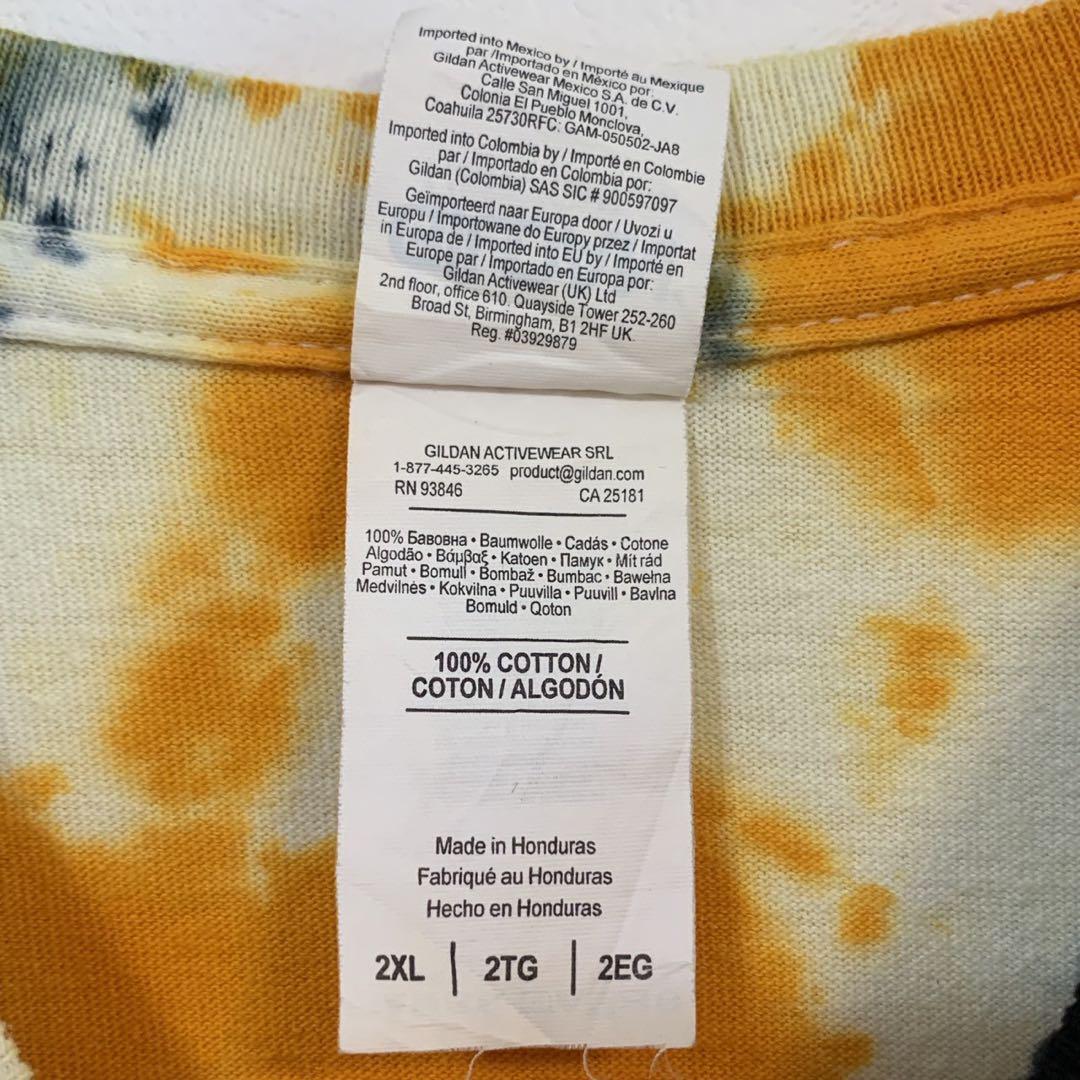 Imported into Mexico by / Importé au Mexique
par /Importado en México por:
Gildan Activewear Mexico S.A. de C.V.
Calle San Miguel 1001,
Colonia El Pueblo Monclova,
Coahuila 25730RFC: GAM-050502-JA8
Imported into Colombia by / Importé en Colombie
par / Importado en Colombia por:
Gildan (Colombia) SAS SIC # 900597097
Geïmporteerd naar Europa door / Uvozi u
Europu / Importowane do Europy przez / Importat
in Europa de / Imported into EU by / Importé en
Europe par / Importado en Europa por:
Gildan Activewear (UK) Ltd
2nd floor, office 610. Quayside Tower 252-260
Broad St, Birmingham, B1 2HF UK.
Reg. #03929879
GILDAN ACTIVEWEAR SRL
1-877-445-3265 product@gildan.com
RN 93846 CA 25181
100% Бавовна • Baumwolle • Cadás • Cotone
Algodão • Βάμβαξ • Katoen • Памук • Mít rád
Pamut • Bomull • Bombaž • Bumbac • Bawełna
Medvilnės • Kokvilna • Puuvilla • Puuvill • Bavlna
Bomuld • Qoton
100% COTTON /
COTON / ALGODÓN
Made in Honduras
Fabriqué au Honduras
Hecho en Honduras
2XL | 2TG | 2EG